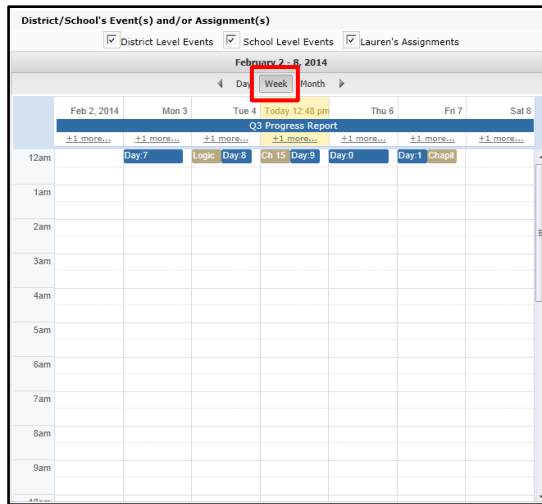 District/School's Event(s) and/or Assignment(s)
District Level Events School Level Events Lauren's Assignments
February 2 - 8, 2014
Day Week Month
Feb 2, 2014 Mon 3 Tue 4 Today 12:48 pm Thu 6 Fri 7 Sat 8
Q3 Progress Report
+1 more... +1 more... +1 more... +1 more... +1 more... +1 more... +1 more...
12am Day:7 Logic Day:8 Ch 15 Day:9 Day:0 Day:1 Chapt
1am
2am
3am
4am
5am
6am
7am
8am
9am